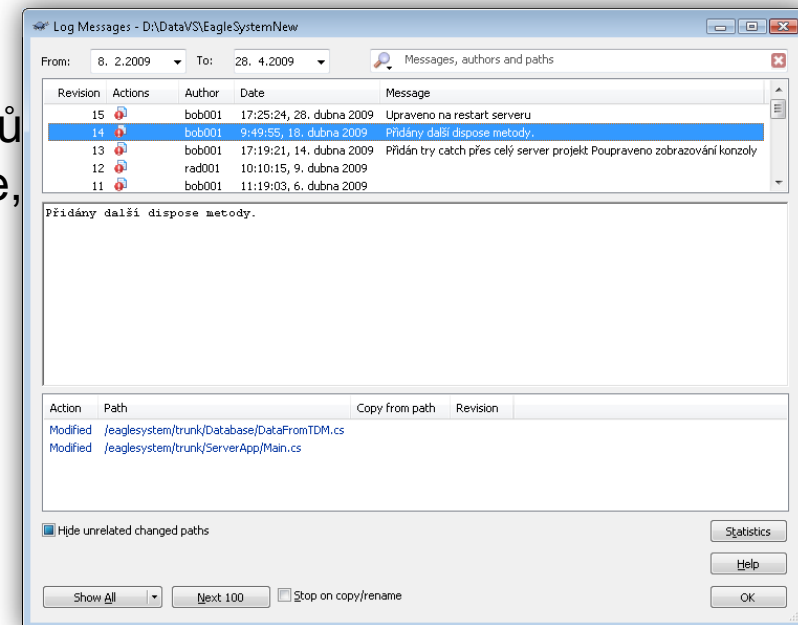 Log Messages - D:\DataVS\EagleSystemNew
From: 8. 2.2009 To: 28. 4.2009 Messages, authors and paths
Revision Actions Author Date Message
15 bob001 17:25:24, 28. dubna 2009 Upraveno na restart serveru
ů
14 bob001 9:49:55, 18. dubna 2009 Přidány další dispose metody.
13 bob001 17:19:21, 14. dubna 2009 Přidán try catch přes celý server projekt Poupraveno zobrazování konzoly
12 rad001 10:10:15, 9. dubna 2009
e,
11 bob001 11:19:03, 6. dubna 2009
Přidány další dispose metody.
Action Path Copy from path Revision
Modified /eaglesystem/trunk/Database/DataFromTDM.cs
Modified /eaglesystem/trunk/ServerApp/Main.cs
Hide unrelated changed paths
Statistics
Help
Show All Next 100 Stop on copy/rename OK